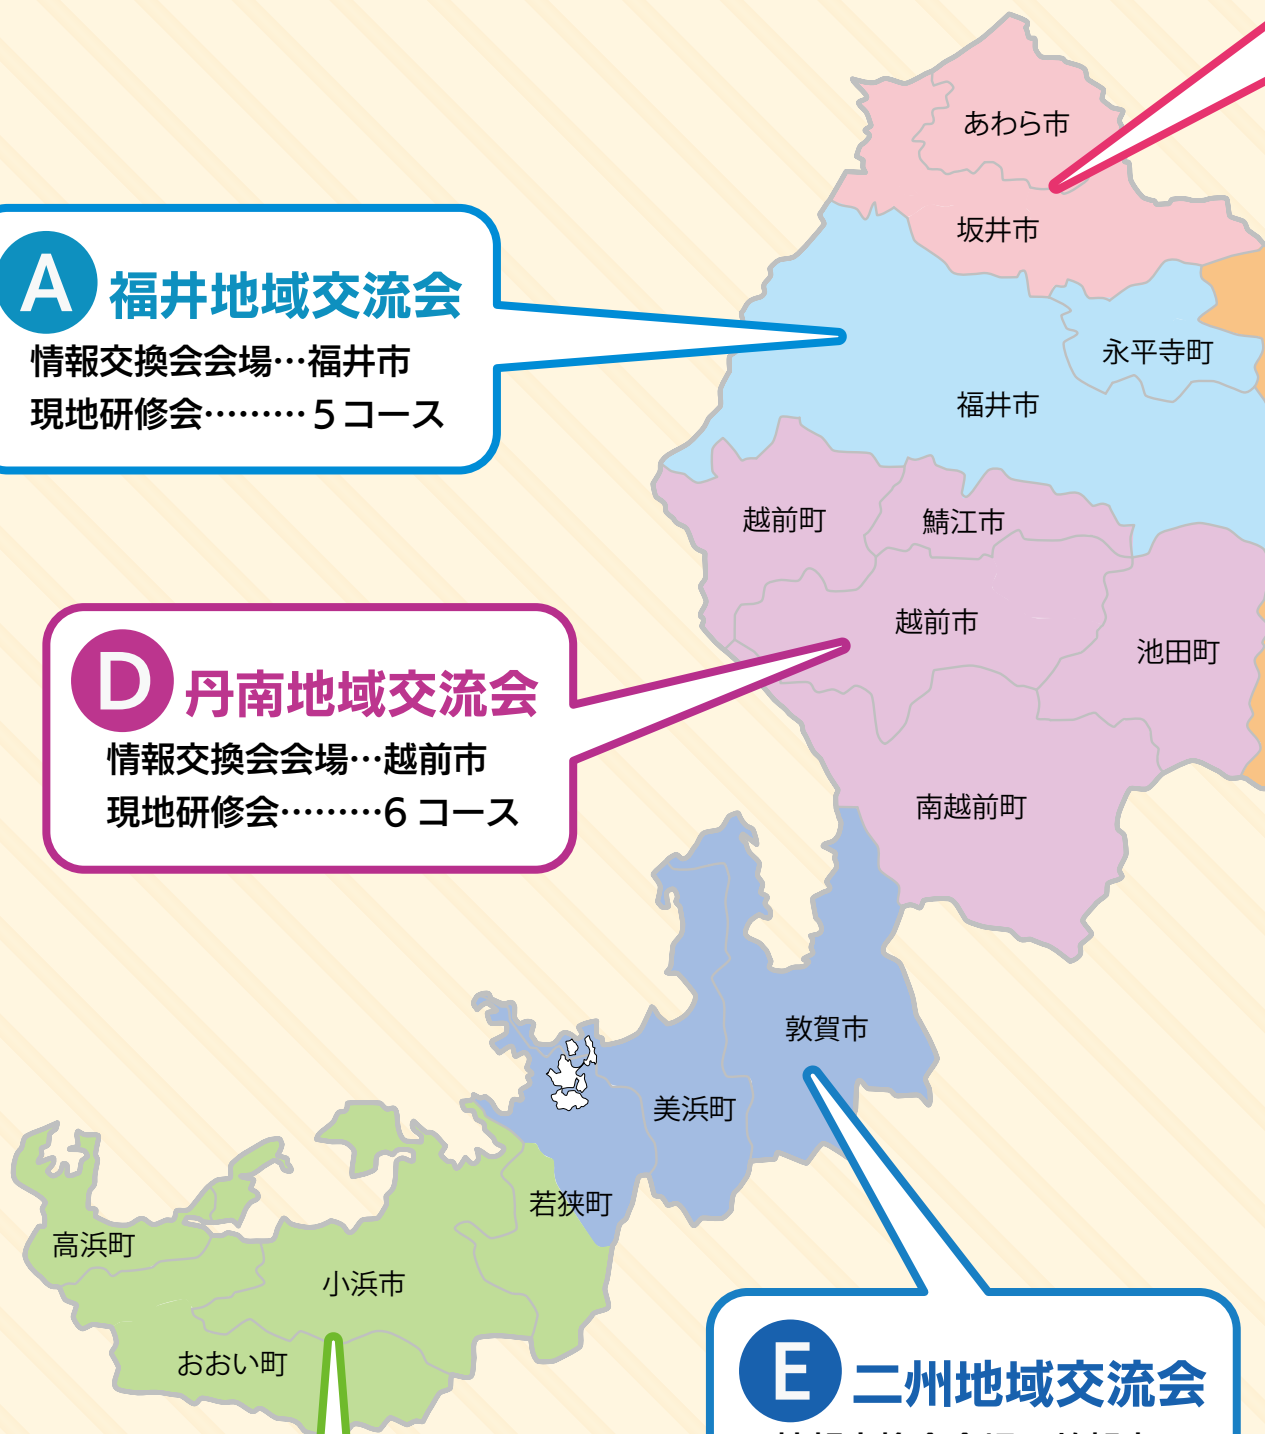 あわら市
坂井市
A 福井地域交流会
情報交換会会場…福井市
現地研修会………5コース
永平寺町
福井市
越前町
鯖江市
越前市
池田町
D 丹南地域交流会
情報交換会会場…越前市
現地研修会………6コース
南越前町
敦賀市
美浜町
若狭町
高浜町
小浜市
おおい町
E 二州地域交流会